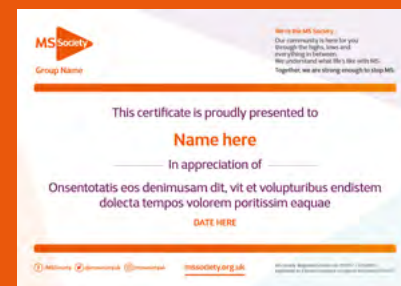 MS Society
Group Name
We're the MS Society
Our community is here for you
through the highs, lows and
everything in between.
We understand what life's like with MS.
Together, we are strong enough to stop MS.
This certificate is proudly presented to
Name here
In appreciation of
Onsentotatis eos denimusam dit, vit et volupturibus endistem
dolecta tempos volorem poritissim eaquae
DATE HERE
mssociety.org.uk